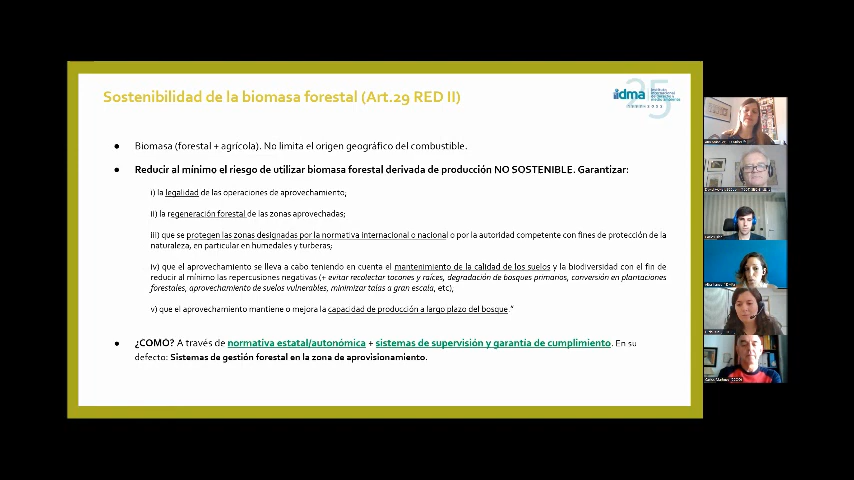 Sostenibilidad de la biomasa forestal (Art.29 RED II)
iidma
25
● Biomasa (forestal + agrícola). No limita el origen geográfico del combustible.
● Reducir al mínimo el riesgo de utilizar biomasa forestal derivada de producción NO SOSTENIBLE. Garantizar:
i) la legalidad de las operaciones de aprovechamiento;
ii) la regeneración forestal de las zonas aprovechadas;
iii) que se protegen las zonas designadas por la normativa internacional o nacional o por la autoridad competente con fines de protección de la
naturaleza, en particular en humedales y turberas;
iv) que el aprovechamiento se lleva a cabo teniendo en cuenta el mantenimiento de la calidad de los suelos y la biodiversidad con el fin de
reducir al mínimo las repercusiones negativas (+ evitar recolectar tocones y raíces, degradación de bosques primarios, conversión en plantaciones
forestales, aprovechamiento de suelos vulnerables, minimizar talas a gran escala, etc);
v) que el aprovechamiento mantiene o mejora la capacidad de producción a largo plazo del bosque."
● ¿COMO? A través de normativa estatal/autonómica + sistemas de supervisión y garantía de cumplimiento. En su
defecto: Sistemas de gestión forestal en la zona de aprovisionamiento.